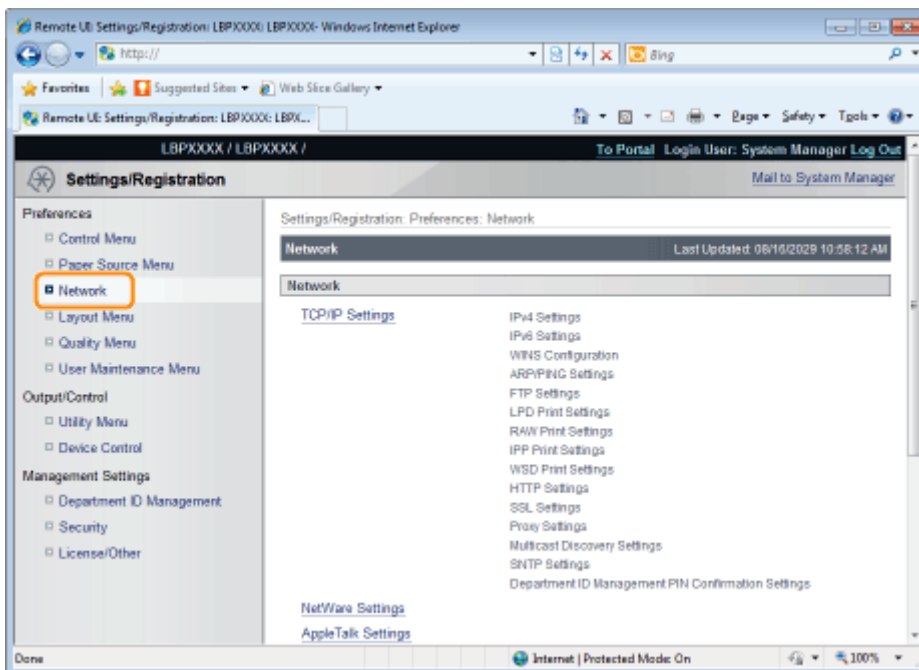 Remote UI: Settings/Registration: LBPXXXX: LBPXXXX- Windows Internet Explorer
http://
Bing
Favorites Suggested Sites Web Slice Gallery
Remote UI: Settings/Registration: LBPXXXX: LBPX... Page Safety Tools
LBPXXXX / LBPXXXX / To Portal Login User: System Manager Log Out
Settings/Registration Mail to System Manager
Preferences
Control Menu
Paper Source Menu
Network
Layout Menu
Quality Menu
User Maintenance Menu
Output/Control
Utility Menu
Device Control
Management Settings
Department ID Management
Security
License/Other
Settings/Registration: Preferences: Network
Network Last Updated: 08/16/2029 10:58:12 AM
Network
TCP/IP Settings
IPv4 Settings
IPv6 Settings
WINS Configuration
ARP/PING Settings
FTP Settings
LPD Print Settings
RAW Print Settings
IPP Print Settings
WSD Print Settings
HTTP Settings
SSL Settings
Proxy Settings
Multicast Discovery Settings
SNTP Settings
Department ID Management PIN Confirmation Settings
NetWare Settings
AppleTalk Settings
Done Internet | Protected Mode: On 100%